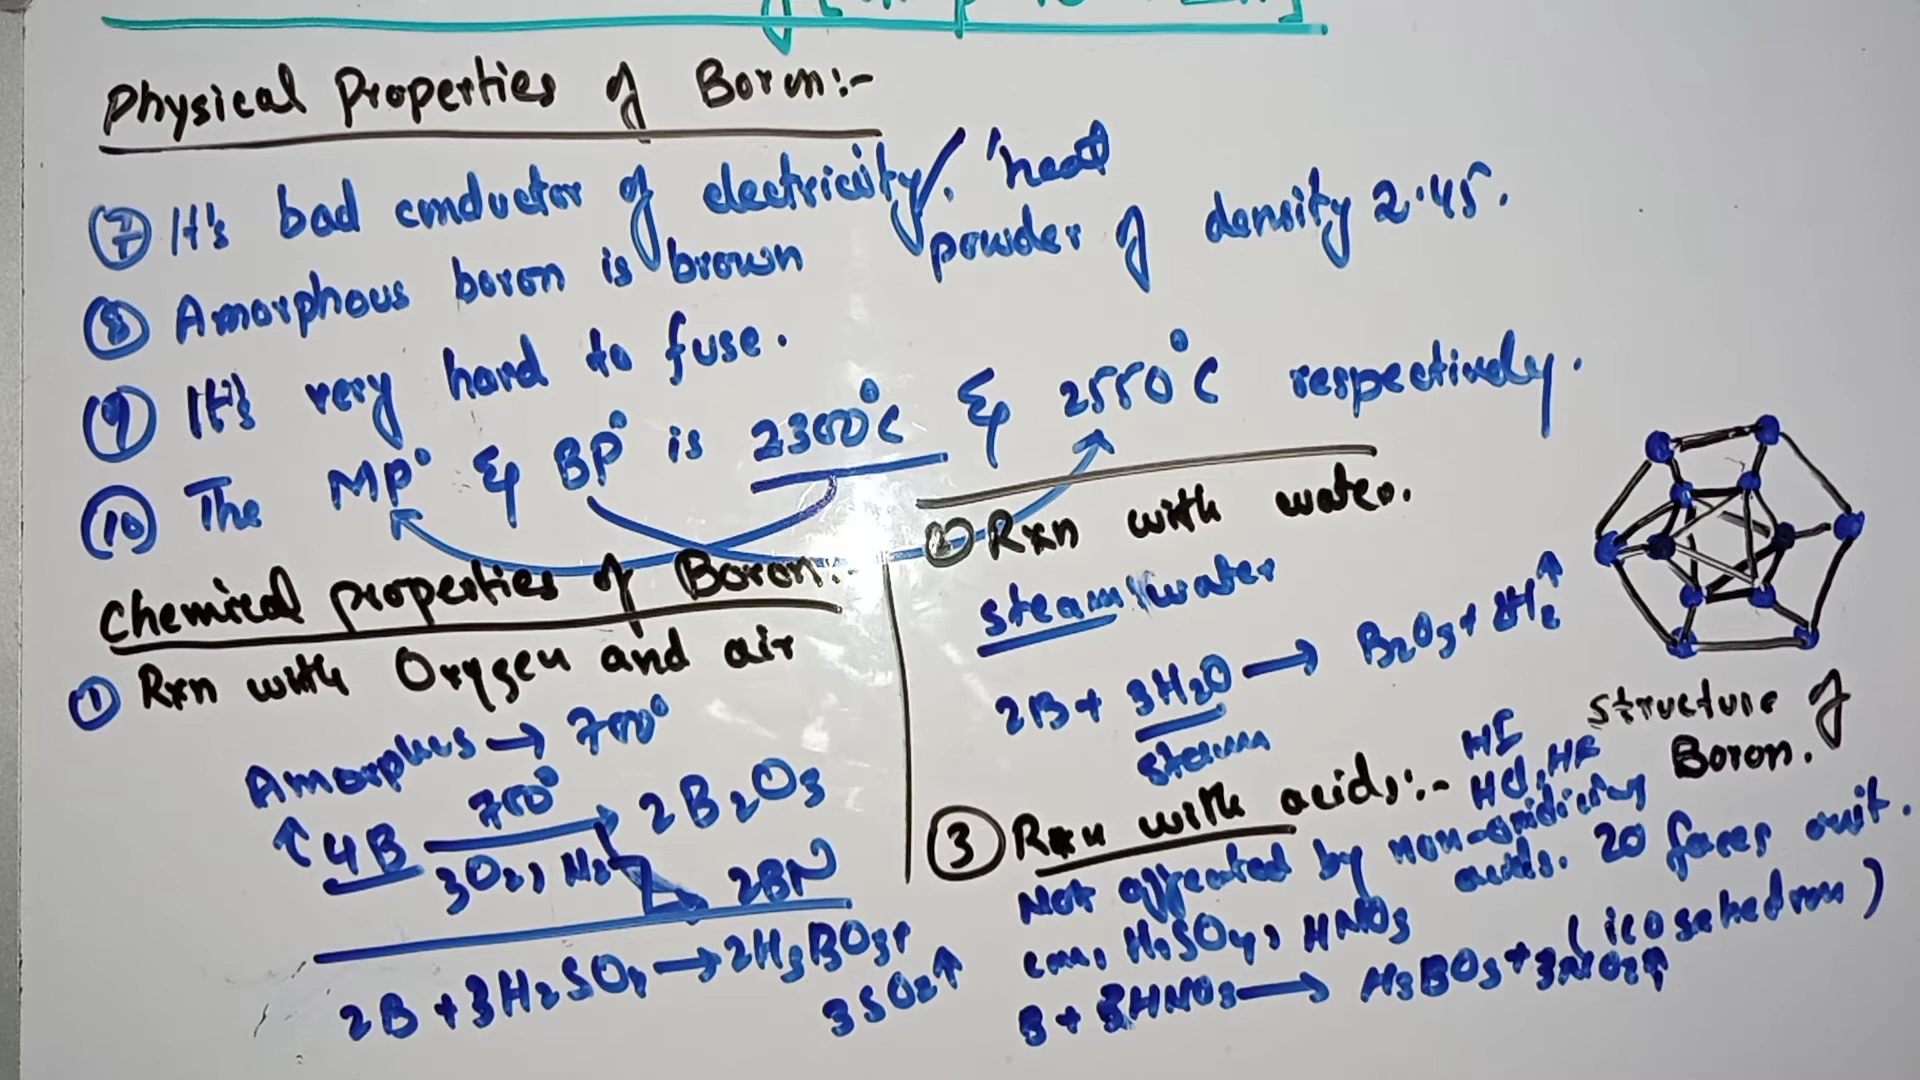 Physical Properties of Boron:-
⑦ It's bad conductor of electricity/ heat
⑧ Amorphous boron is brown powder of density 2.45.
⑨ It's very hard to fuse.
⑩ The MP° & BP° is 2300°C & 2550°C respectively.
Chemical properties of Boron:-
① Rxn with Oxygen and air
Amorphus → 700°
↑ 4B 700° → 2B₂O₃
3O₂, N₂ → 2BN
2B + 3H₂SO₄ → 2H₃BO₃+
3SO₂↑
② Rxn with water.
steam water
2B + 3H₂O → B₂O₃ + 3H₂↑
steam
③ Rxn with acids:-
HI
HCl, HF
Not affected by non-oxidising
acids.
con, H₂SO₄, HNO₃
B + 3HNO₃ → H₃BO₃ + 3NO₂↑
Structure of
Boron.
20 faces unit.
(icosahedron)